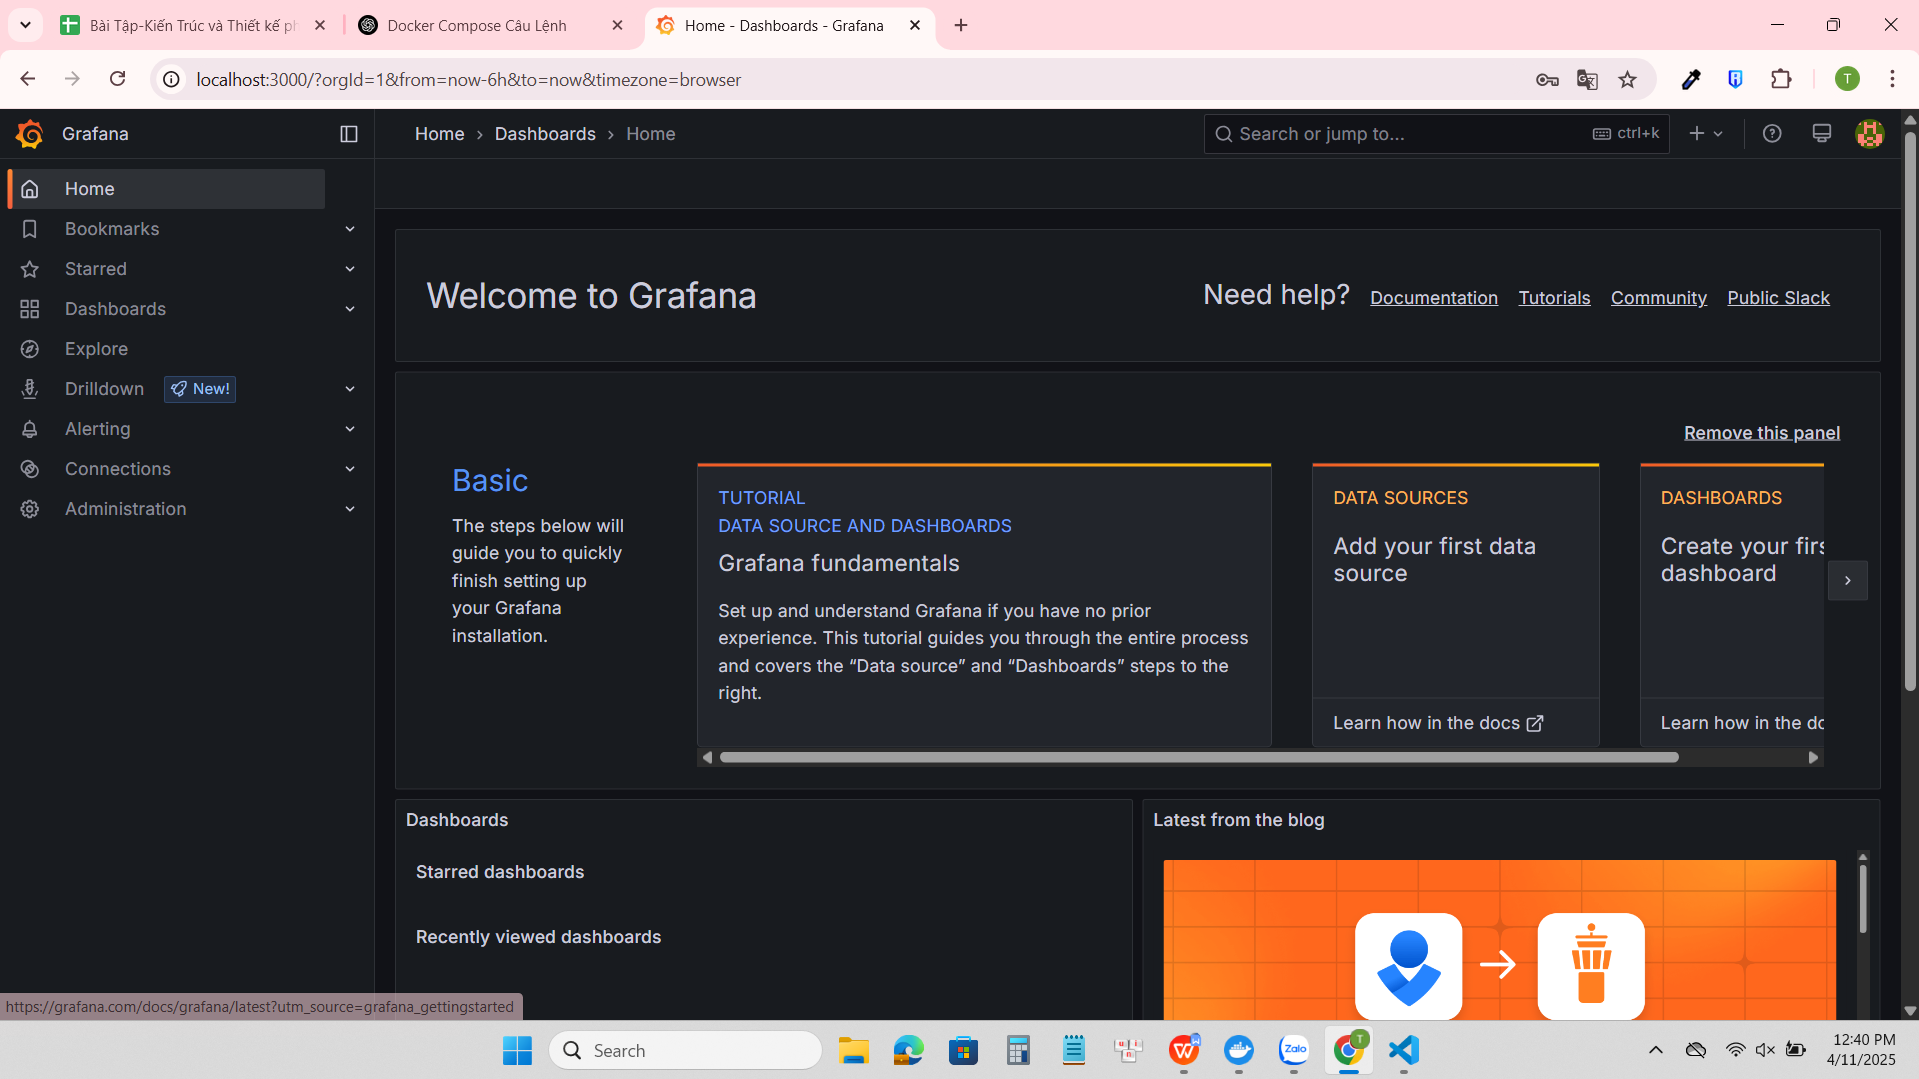 Bài Tập-Kiến Trúc và Thiết kế ph
Docker Compose Câu Lệnh
Home - Dashboards - Grafana
localhost:3000/?orgId=1&from=now-6h&to=now&timezone=browser
T
Grafana
Home
Dashboards
Home
Search or jump to...
ctrl+k
Home
Bookmarks
Starred
Dashboards
Explore
Drilldown
New!
Alerting
Connections
Administration
Welcome to Grafana
Need help?
Documentation
Tutorials
Community
Public Slack
Remove this panel
Basic
The steps below will
guide you to quickly
finish setting up
your Grafana
installation.
TUTORIAL
DATA SOURCE AND DASHBOARDS
Grafana fundamentals
Set up and understand Grafana if you have no prior
experience. This tutorial guides you through the entire process
and covers the “Data source” and “Dashboards” steps to the
right.
DATA SOURCES
Add your first data
source
Learn how in the docs
DASHBOARDS
Create your firs
dashboard
Learn how in the do
Dashboards
Starred dashboards
Recently viewed dashboards
Latest from the blog
https://grafana.com/docs/grafana/latest?utm_source=grafana_gettingstarted
Search
Zalo
T
12:40 PM
4/11/2025